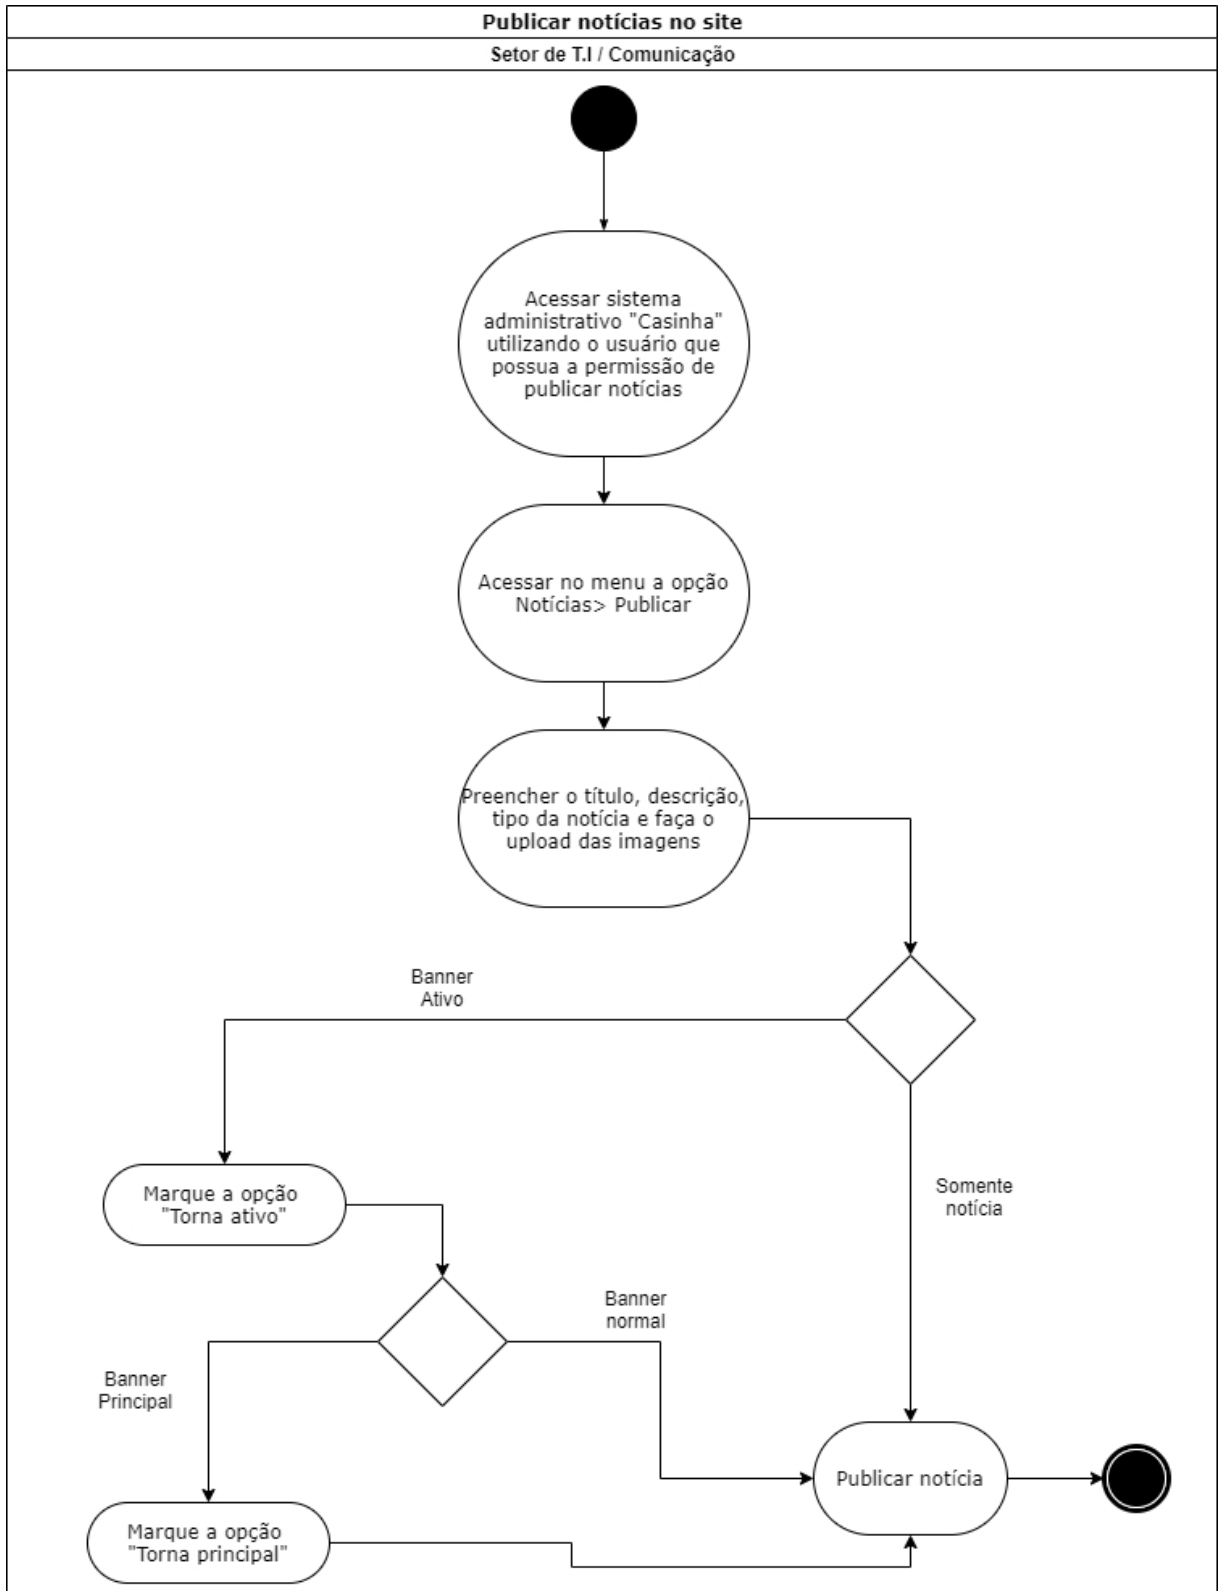 Publicar notícias no site
Setor de T.I / Comunicação
Acessar sistema
administrativo "Casinha"
utilizando o usuário que
possua a permissão de
publicar notícias
Acessar no menu a opção
Notícias> Publicar
Preencher o título, descrição,
tipo da notícia e faça o
upload das imagens
Banner
Ativo
Marque a opção
"Torna ativo"
Somente
notícia
Banner
normal
Banner
Principal
Publicar notícia
Marque a opção
"Torna principal"